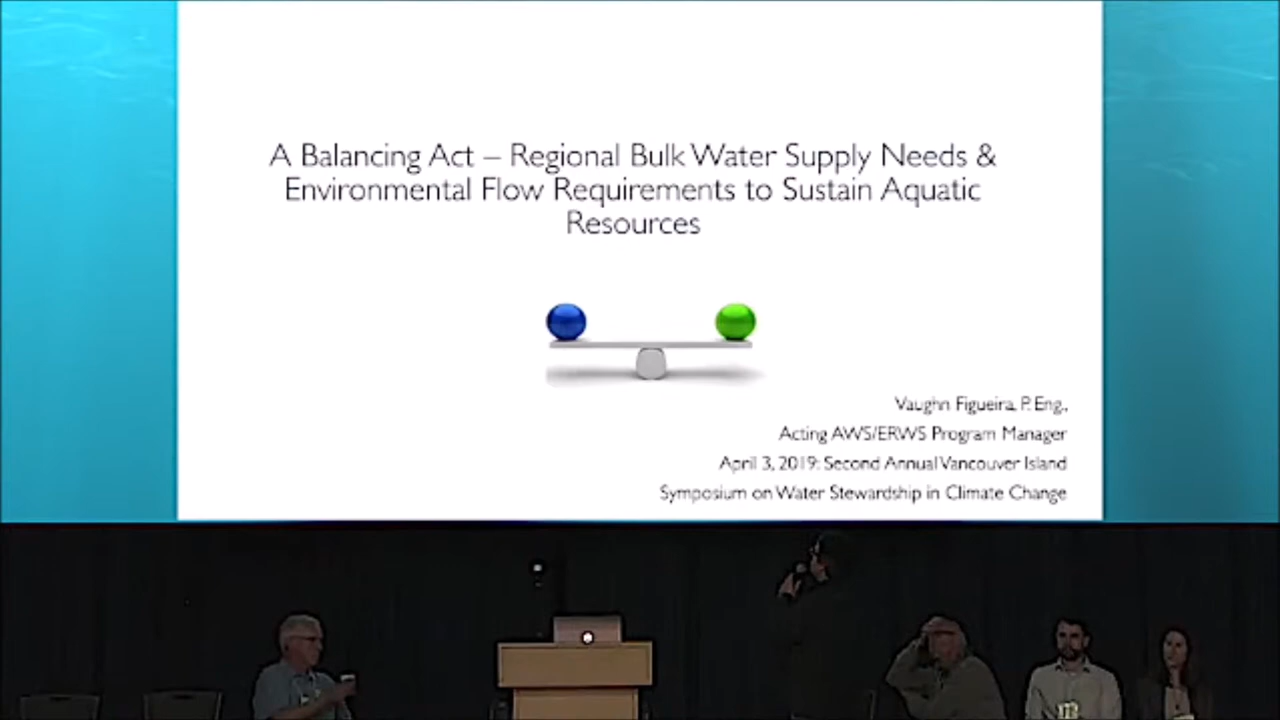 A Balancing Act – Regional Bulk Water Supply Needs &
Environmental Flow Requirements to Sustain Aquatic
Resources
Vaughn Figueira, P. Eng.,
Acting AWS/ERWS Program Manager
April 3, 2019: Second Annual Vancouver Island
Symposium on Water Stewardship in Climate Change